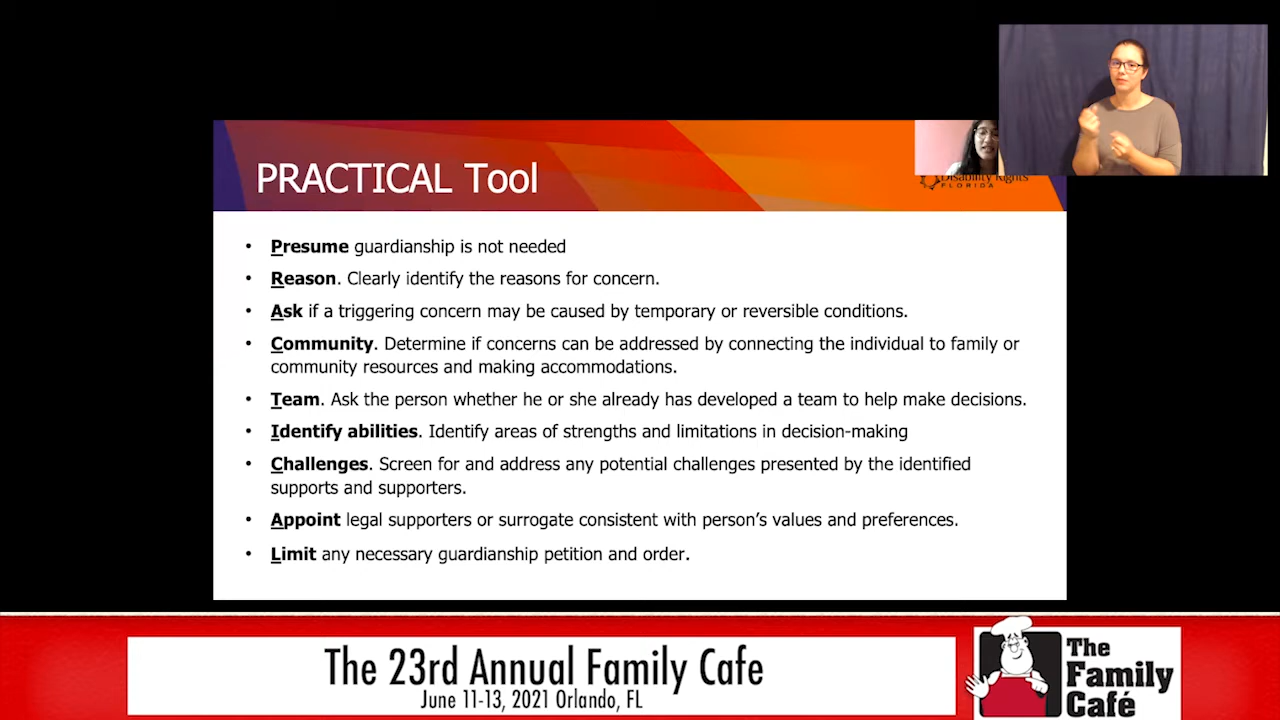 PRACTICAL Tool
Disability Rights
FLORIDA
• Presume guardianship is not needed
• Reason. Clearly identify the reasons for concern.
• Ask if a triggering concern may be caused by temporary or reversible conditions.
• Community. Determine if concerns can be addressed by connecting the individual to family or
community resources and making accommodations.
• Team. Ask the person whether he or she already has developed a team to help make decisions.
• Identify abilities. Identify areas of strengths and limitations in decision-making
• Challenges. Screen for and address any potential challenges presented by the identified
supports and supporters.
• Appoint legal supporters or surrogate consistent with person’s values and preferences.
• Limit any necessary guardianship petition and order.
The 23rd Annual Family Cafe
June 11-13, 2021 Orlando, FL
The
Family
Café